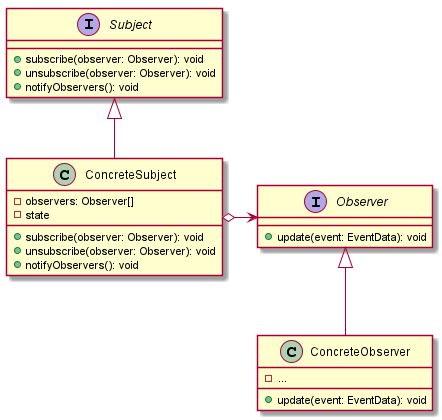 I Subject
subscribe(observer: Observer): void
unsubscribe(observer: Observer): void
notifyObservers(): void
C ConcreteSubject
observers: Observer[]
state
subscribe(observer: Observer): void
unsubscribe(observer: Observer): void
notifyObservers(): void
I Observer
update(event: EventData): void
C ConcreteObserver
...
update(event: EventData): void